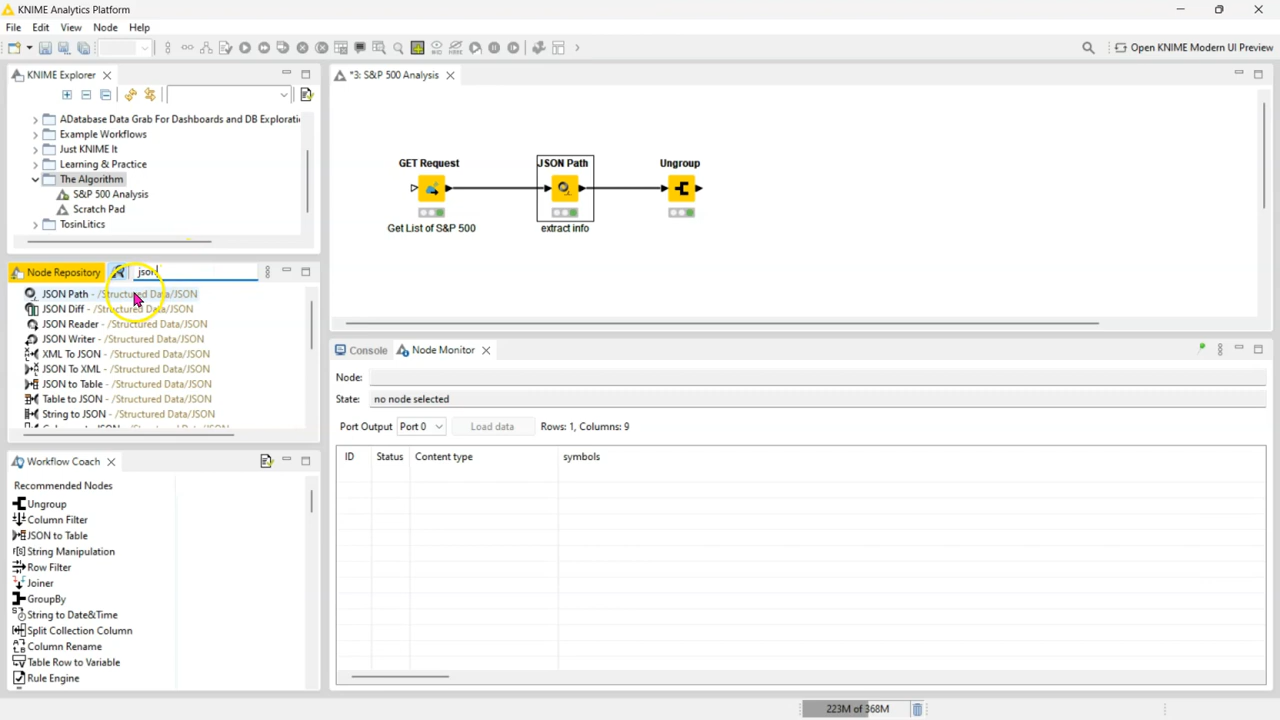 KNIME Analytics Platform
File Edit View Node Help
Open KNIME Modern UI Preview
KNIME Explorer
ADatabase Data Grab For Dashboards and DB Explorati
Example Workflows
Just KNIME It
Learning & Practice
The Algorithm
S&P 500 Analysis
Scratch Pad
TosinLitics
Node Repository
json
JSON Path - /Structured Data/JSON
JSON Diff - /Structured Data/JSON
JSON Reader - /Structured Data/JSON
JSON Writer - /Structured Data/JSON
XML To JSON - /Structured Data/JSON
JSON To XML - /Structured Data/JSON
JSON to Table - /Structured Data/JSON
Table to JSON - /Structured Data/JSON
String to JSON - /Structured Data/JSON
Workflow Coach
Recommended Nodes
Ungroup
Column Filter
JSON to Table
String Manipulation
Row Filter
Joiner
GroupBy
String to Date&Time
Split Collection Column
Column Rename
Table Row to Variable
Rule Engine
*3: S&P 500 Analysis
GET Request
JSON Path
Ungroup
Get List of S&P 500
extract info
Console
Node Monitor
Node:
State: no node selected
Port Output Port 0 Load data Rows: 1, Columns: 9
ID Status Content type symbols
223M of 368M